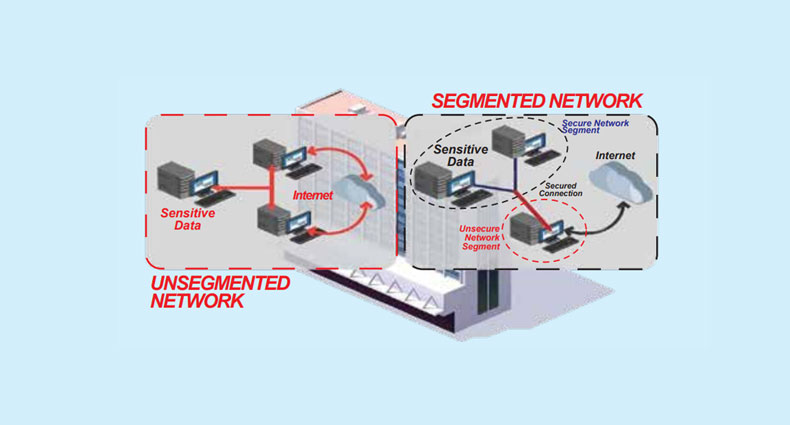 SEGMENTED NETWORK
Secure Network
Segment
Sensitive
Data
Internet
Secured
Connection
Unsecure
Network
Segment
Internet
Sensitive
Data
UNSEGMENTED
NETWORK